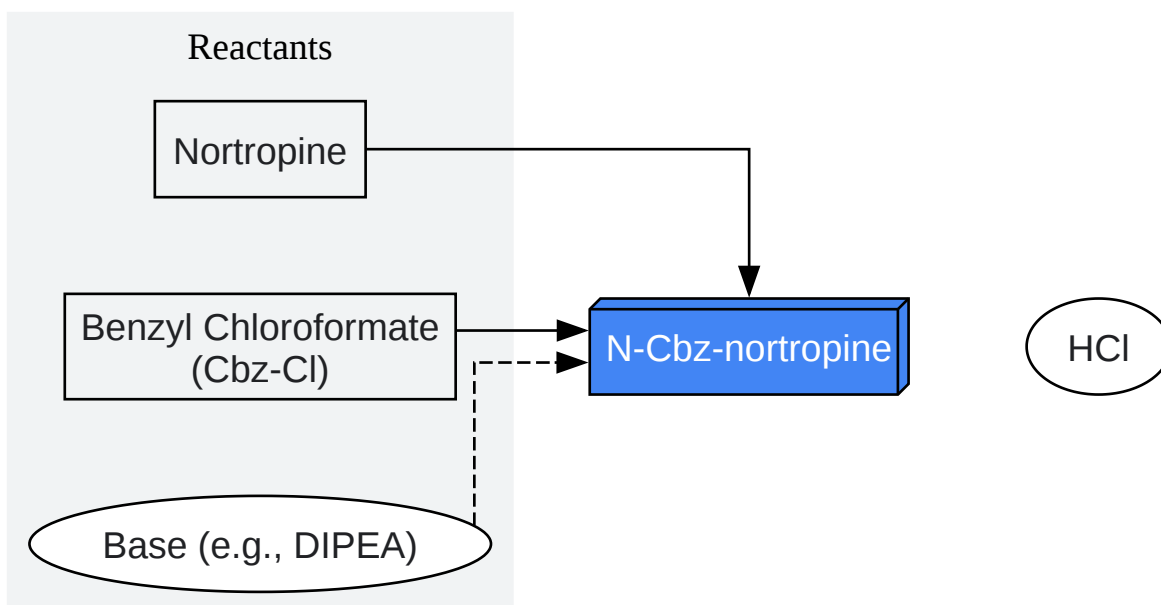 Reactants
Nortropine
Benzyl Chloroformate
(Cbz-Cl)
N-Cbz-nortropine
HCl
Base (e.g., DIPEA)